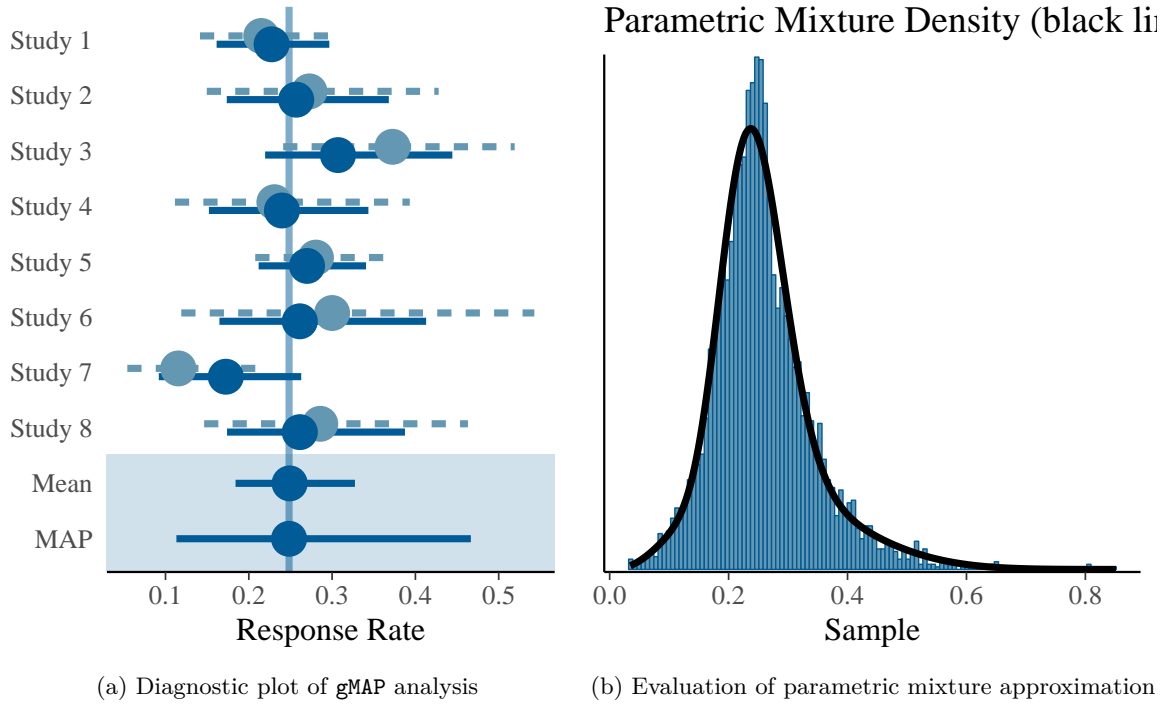 Study 1
Study 2
Study 3
Study 4
Study 5
Study 6
Study 7
Study 8
Mean
MAP
0.1 0.2 0.3 0.4 0.5
Response Rate
(a) Diagnostic plot of gMAP analysis
Parametric Mixture Density (black
0.0 0.2 0.4 0.6 0.8
Sample
(b) Evaluation of parametric mixture approximation